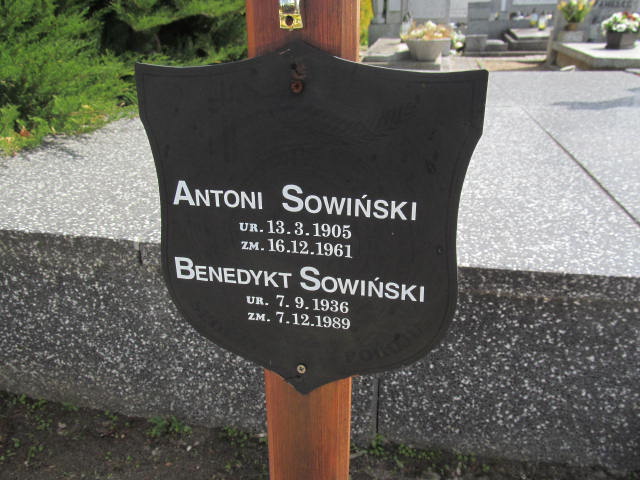 ANTONI SOWIŃSKI
UR. 13.3.1905
ZM. 16.12.1961
BENEDYKT SOWIŃSKI
UR. 7.9.1936
ZM. 7.12.1989